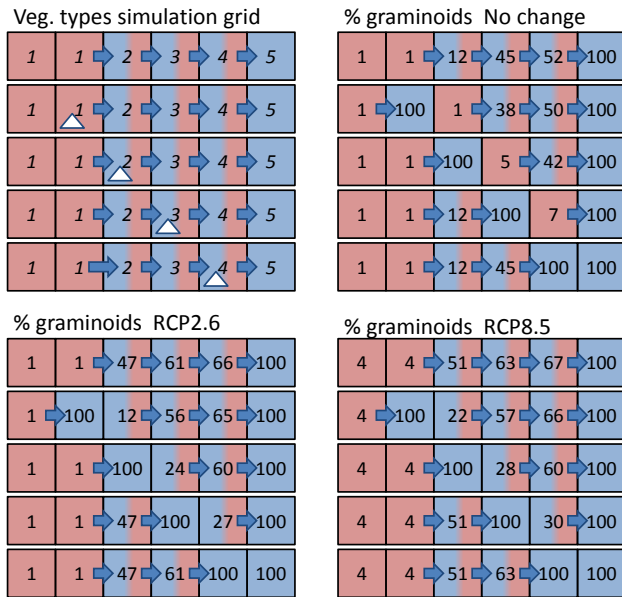 Veg. types simulation grid
1 1 2 3 4 5
1 1 2 3 4 5
1 1 2 3 4 5
1 1 2 3 4 5
1 1 2 3 4 5
% graminoids No change
1 1 12 45 52 100
1 100 1 38 50 100
1 1 100 5 42 100
1 1 12 100 7 100
1 1 12 45 100 100
% graminoids RCP2.6
1 1 47 61 66 100
1 100 12 56 65 100
1 1 100 24 60 100
1 1 47 100 27 100
1 1 47 61 100 100
% graminoids RCP8.5
4 4 51 63 67 100
4 100 22 57 66 100
4 4 100 28 60 100
4 4 51 100 30 100
4 4 51 63 100 100